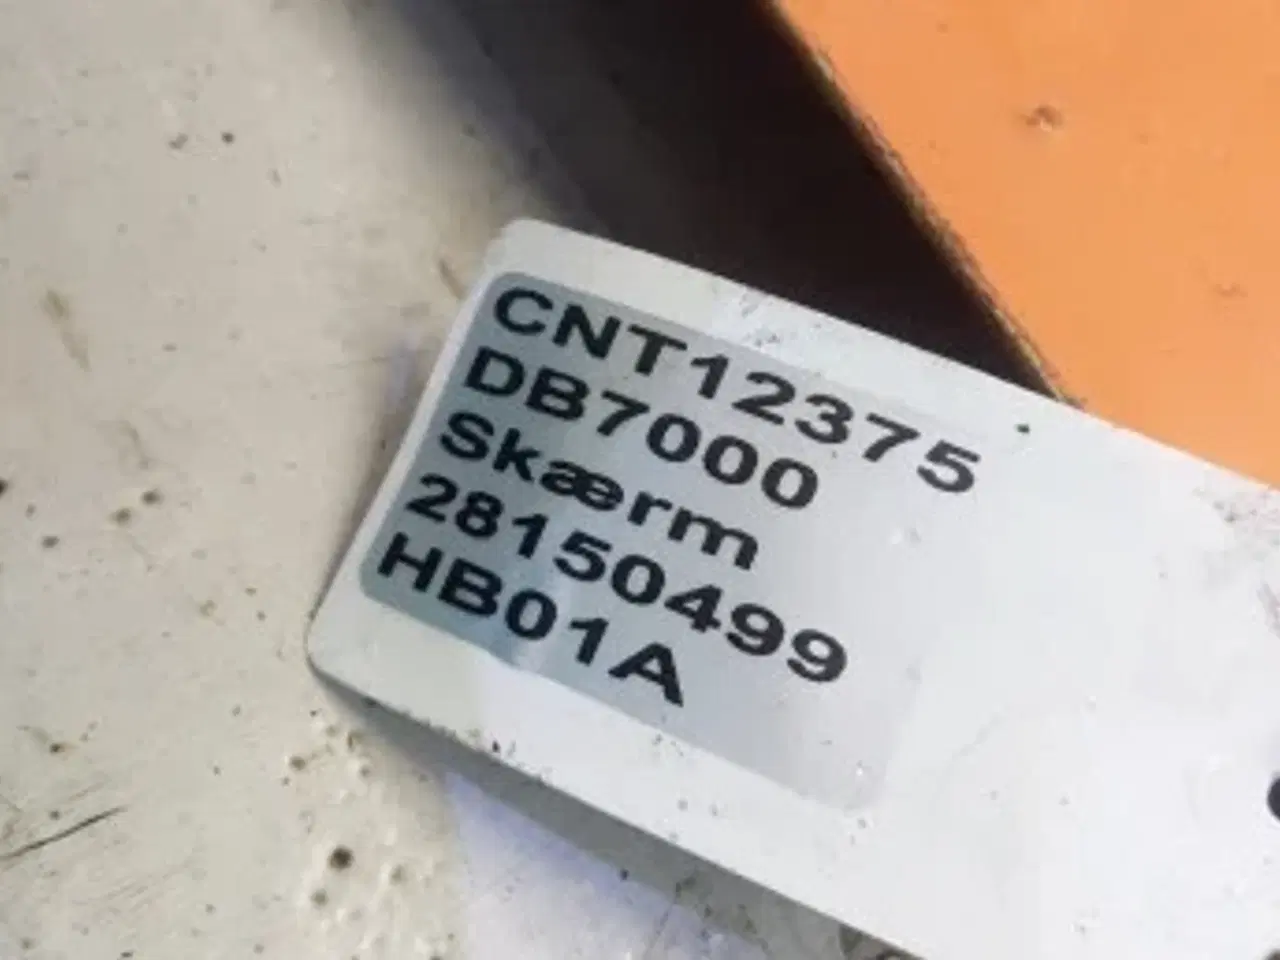 CNT12375
DB7000
Skærm
28150499
HB01A